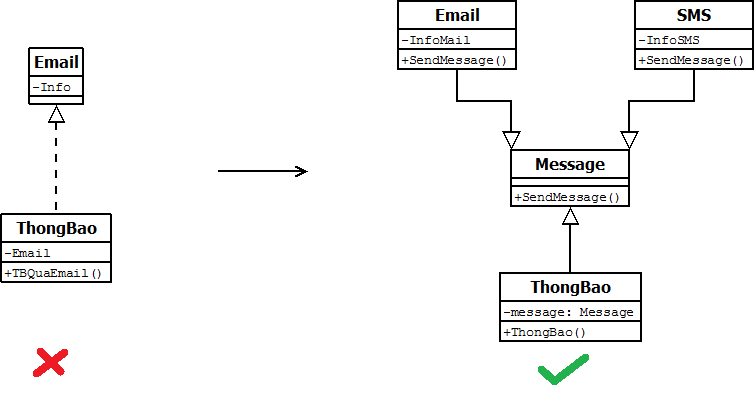 Email
-Info
ThongBao
-Email
+TBQuaEmail()
Email
-InfoMail
+SendMessage()
SMS
-InfoSMS
+SendMessage()
Message
+SendMessage()
ThongBao
-message: Message
+ThongBao()